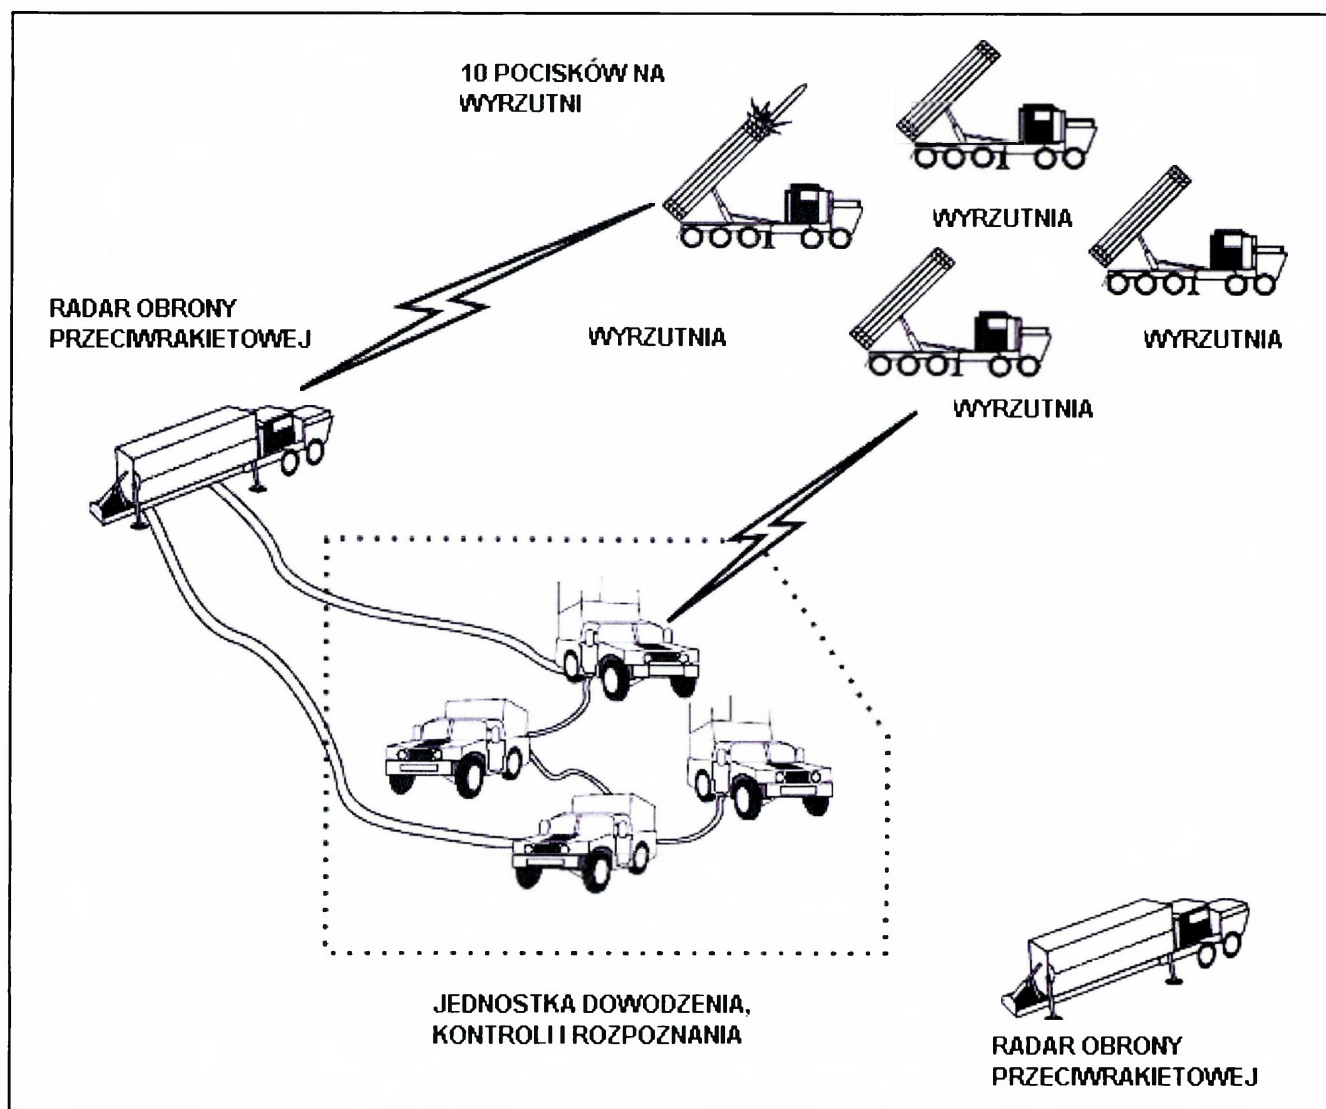 10 POCISKÓW NA
WYRZUTNI
WYRZUTNIA
RADAR OBRONY
PRZECIWRAKIETOWEJ
WYRZUTNIA
WYRZUTNIA
WYRZUTNIA
JEDNOSTKA DOWODZENIA,
KONTROLI I ROZPOZNANIA
RADAR OBRONY
PRZECIWRAKIETOWEJ